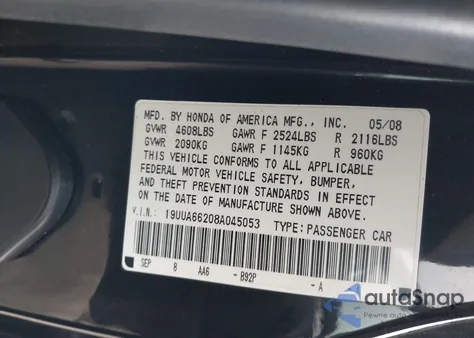 MFD. BY HONDA OF AMERICA MFG., INC. 05/08
GVWR 4608LBS GAWR F 2524LBS R 2116LBS
GVWR 2090KG GAWR F 1145KG R 960KG
THIS VEHICLE CONFORMS TO ALL APPLICABLE
FEDERAL MOTOR VEHICLE SAFETY, BUMPER,
AND THEFT PREVENTION STANDARDS IN EFFECT
ON THE DATE OF MANUFACTURE SHOWN ABOVE.
V.I.N.: 19UUA66208A045053 TYPE:PASSENGER CAR
SEP 8 AA6 - B92P - A
autoSnap
Pewne auto z